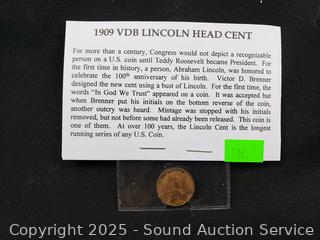 1909 VDB LINCOLN HEAD CENT
For more than a century, Congress would not depict a recognizable
person on a U.S. coin until Teddy Roosevelt became President. For
the first time in history, a person, Abraham Lincoln, was honored to
celebrate the 100th anniversary of his birth. Victor D. Brenner
designed the new cent using a bust of Lincoln. For the first time, the
words "In God We Trust" appeared on a coin. It was accepted but
when Brenner put his initials on the bottom reverse of the coin,
another outcry was heard. Mintage was stopped with his initials
removed, but not before some had already been released. This coin is
one of them. At over 100 years, the Lincoln Cent is the longest
running series of any U.S. Coin.
Copyright © 2025 - Sound Auction Service